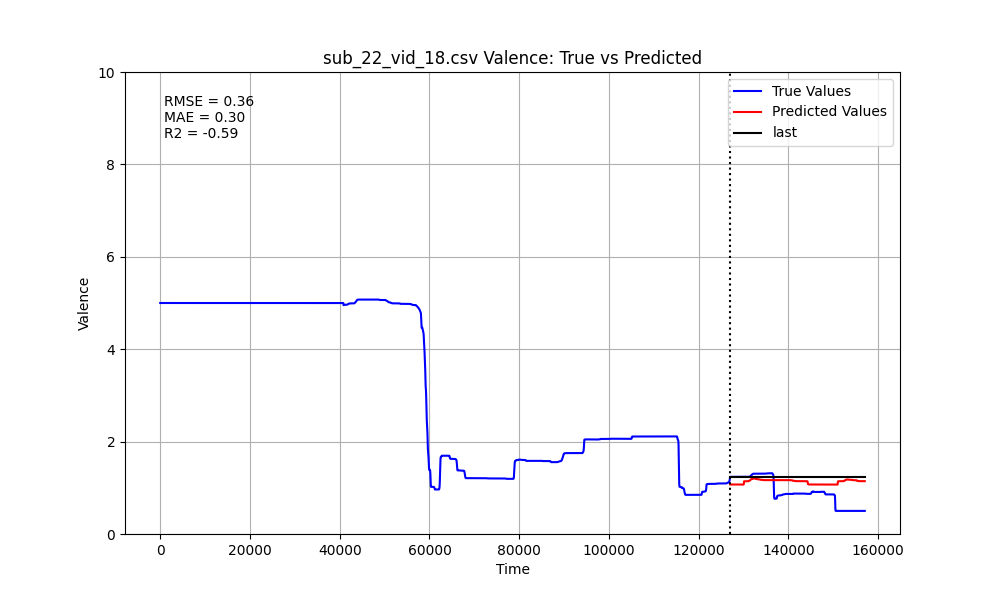 sub_22_vid_18.csv Valence: True vs Predicted
RMSE = 0.36
MAE = 0.30
R2 = -0.59
True Values
Predicted Values
last
Valence
10
8
6
4
2
0
0
20000
40000
60000
80000
100000
120000
140000
160000
Time